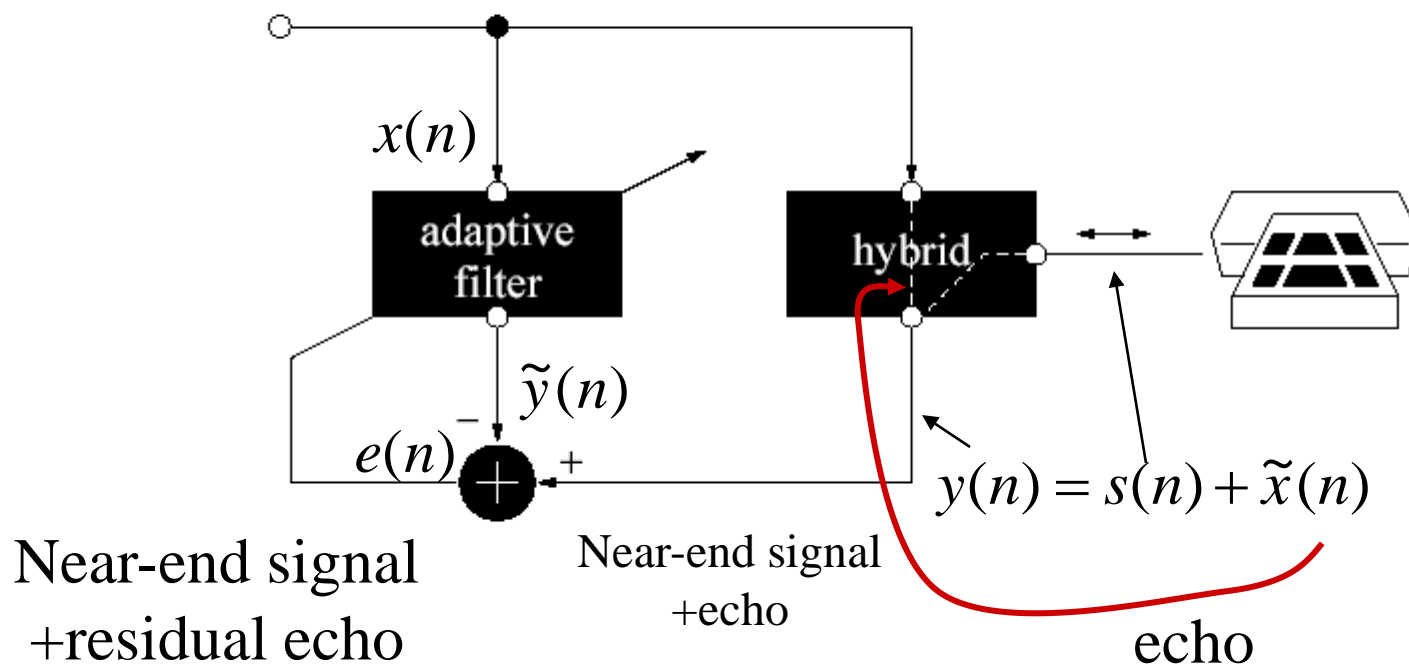 x(n)
adaptive
filter
hybrid
ỹ(n)
−
e(n)
+
y(n) = s(n) + x̃(n)
Near-end signal
+residual echo
Near-end signal
+echo
echo